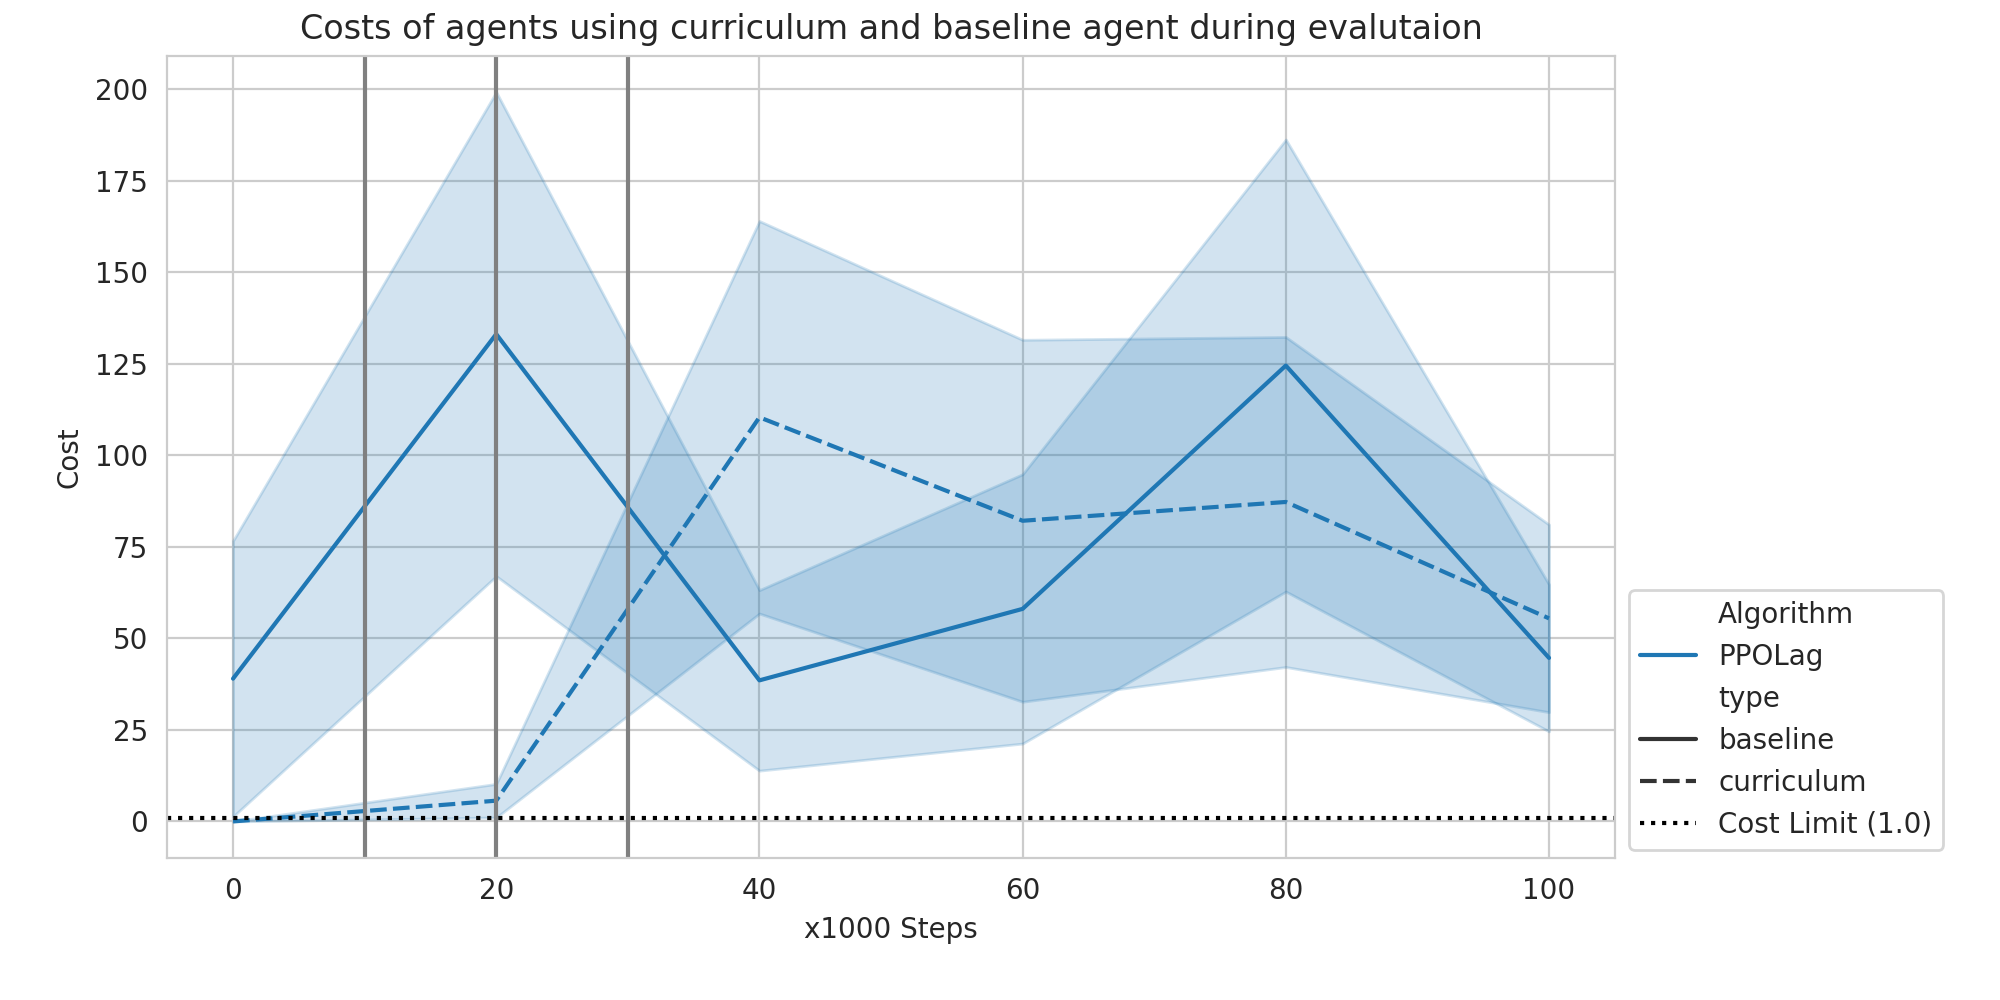 Costs of agents using curriculum and baseline agent during evalutaion
200
175
150
125
100
75
50
25
0
Cost
0 20 40 60 80 100
x1000 Steps
Algorithm
PPOLag
type
baseline
curriculum
Cost Limit (1.0)